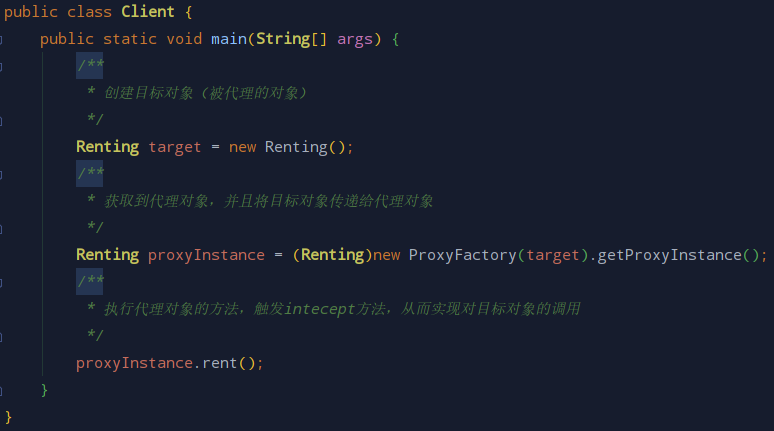 public class Client {
    public static void main(String[] args) {
        /**
         * 创建目标对象（被代理的对象）
         */
        Renting target = new Renting();
        /**
         * 获取到代理对象，并且将目标对象传递给代理对象
         */
        Renting proxyInstance = (Renting)new ProxyFactory(target).getProxyInstance();
        /**
         * 执行代理对象的方法，触发intecept方法，从而实现对目标对象的调用
         */
        proxyInstance.rent();
    }
}